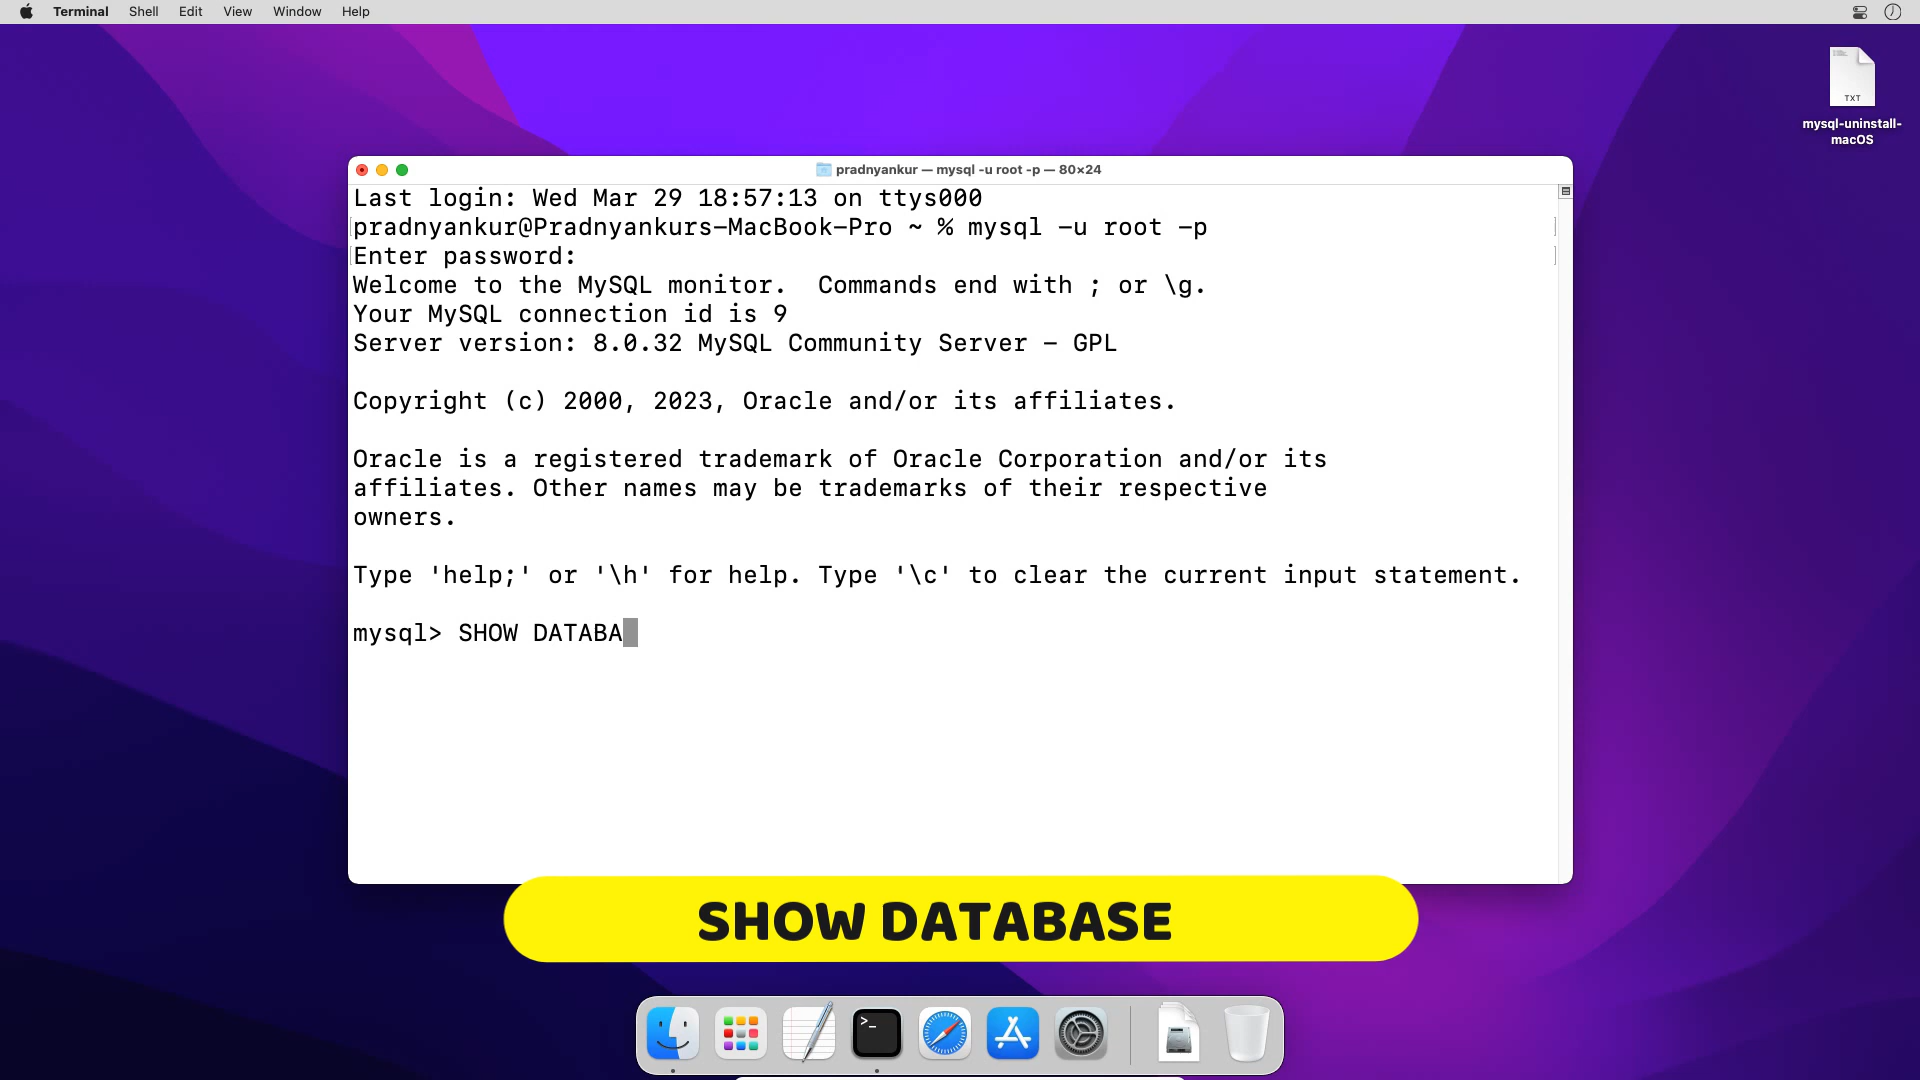 Terminal Shell Edit View Window Help
TXT
mysql-uninstall-
macOS
pradnyankur — mysql -u root -p — 80×24
Last login: Wed Mar 29 18:57:13 on ttys000
pradnyankur@Pradnyankurs-MacBook-Pro ~ % mysql -u root -p
Enter password:
Welcome to the MySQL monitor.  Commands end with ; or \g.
Your MySQL connection id is 9
Server version: 8.0.32 MySQL Community Server - GPL
Copyright (c) 2000, 2023, Oracle and/or its affiliates.
Oracle is a registered trademark of Oracle Corporation and/or its
affiliates. Other names may be trademarks of their respective
owners.
Type 'help;' or '\h' for help. Type '\c' to clear the current input statement.
mysql> SHOW DATABA
SHOW DATABASE
>_